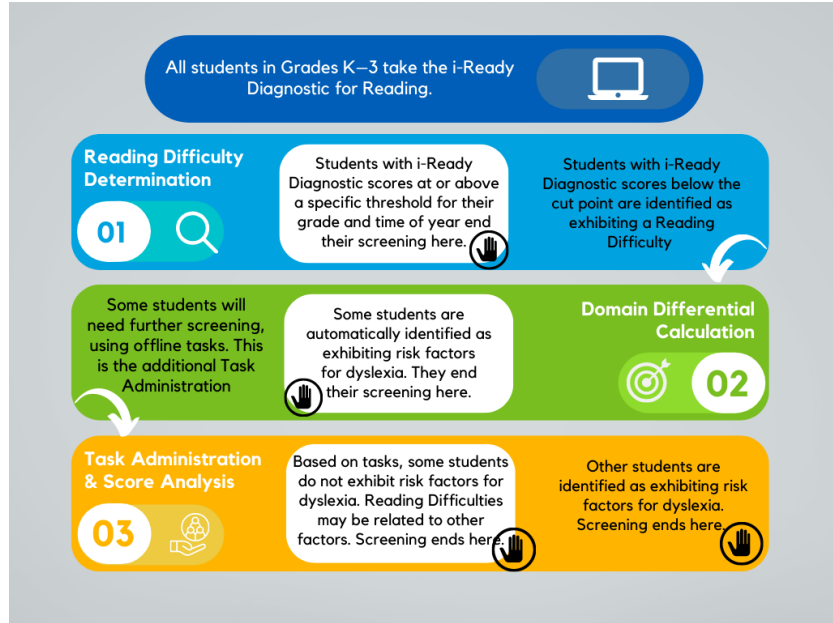 All students in Grades K–3 take the i-Ready
Diagnostic for Reading.
Reading Difficulty
Determination
01
Students with i-Ready
Diagnostic scores at or above
a specific threshold for their
grade and time of year end
their screening here.
Students with i-Ready
Diagnostic scores below the
cut point are identified as
exhibiting a Reading
Difficulty
Domain Differential
Calculation
02
Some students are
automatically identified as
exhibiting risk factors
for dyslexia. They end
their screening here.
Some students will
need further screening,
using offline tasks. This
is the additional Task
Administration
Task Administration
& Score Analysis
03
Based on tasks, some students
do not exhibit risk factors for
dyslexia. Reading Difficulties
may be related to other
factors. Screening ends here.
Other students are
identified as exhibiting risk
factors for dyslexia.
Screening ends here.